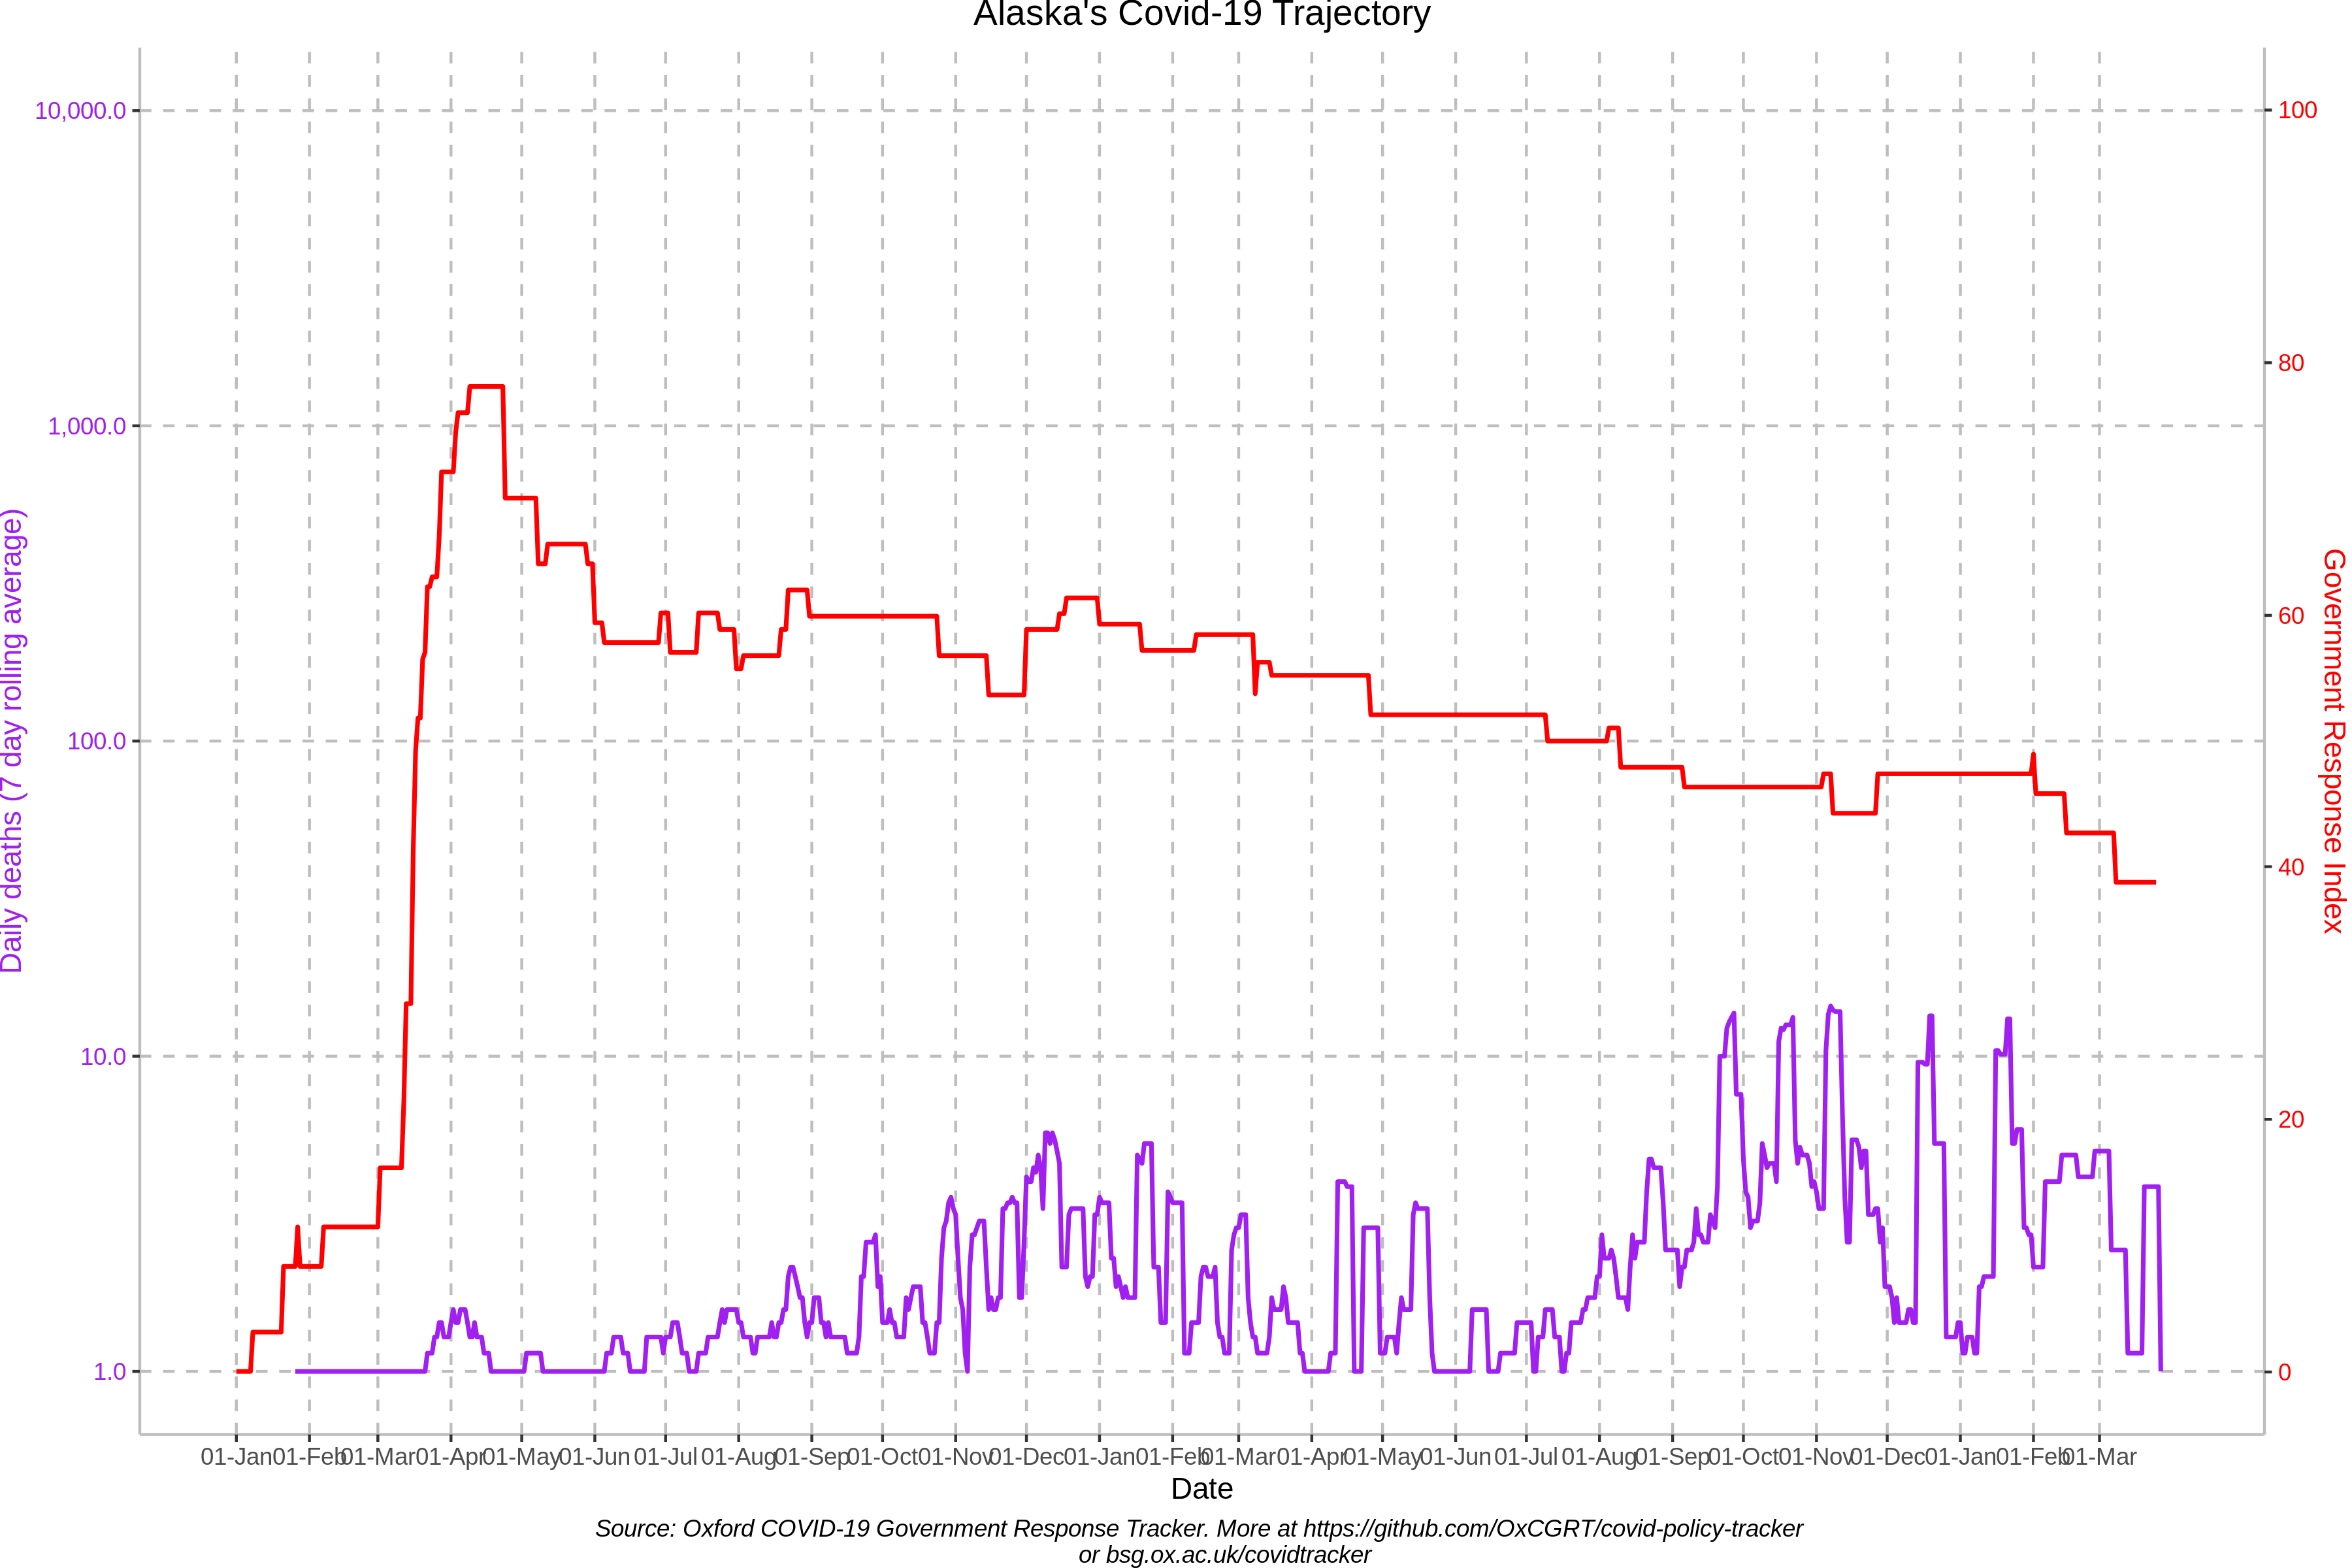 Alaska's Covid-19 Trajectory
10,000.0
1,000.0
100.0
10.0
1.0
Daily deaths (7 day rolling average)
100
80
60
40
20
0
Government Response Index
01-Jan 01-Feb 01-Mar 01-Apr 01-May 01-Jun 01-Jul 01-Aug 01-Sep 01-Oct 01-Nov 01-Dec 01-Jan 01-Feb 01-Mar 01-Apr 01-May 01-Jun 01-Jul 01-Aug 01-Sep 01-Oct 01-Nov 01-Dec 01-Jan 01-Feb 01-Mar
Date
Source: Oxford COVID-19 Government Response Tracker. More at https://github.com/OxCGRT/covid-policy-tracker
or bsg.ox.ac.uk/covidtracker